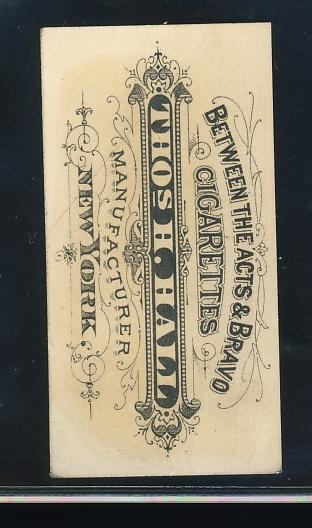 BETWEEN THE ACTS & BRAVO
CIGARETTES
THOS. H. HALL
MANUFACTURER
NEW YORK.